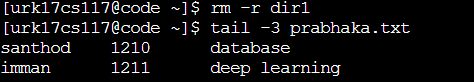 [urk17cs117@code ~]$ rm -r dir1
[urk17cs117@code ~]$ tail -3 prabhaka.txt
santhod 1210 database
imman 1211 deep learning